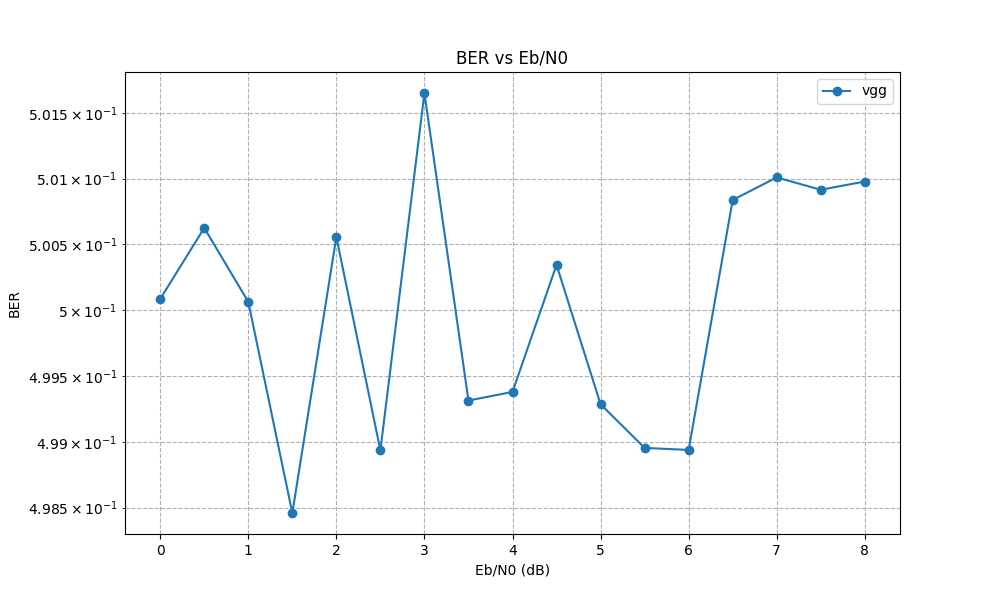 BER vs Eb/N0
vgg
BER
5.015 × 10⁻¹
5.01 × 10⁻¹
5.005 × 10⁻¹
5 × 10⁻¹
4.995 × 10⁻¹
4.99 × 10⁻¹
4.985 × 10⁻¹
0 1 2 3 4 5 6 7 8
Eb/N0 (dB)